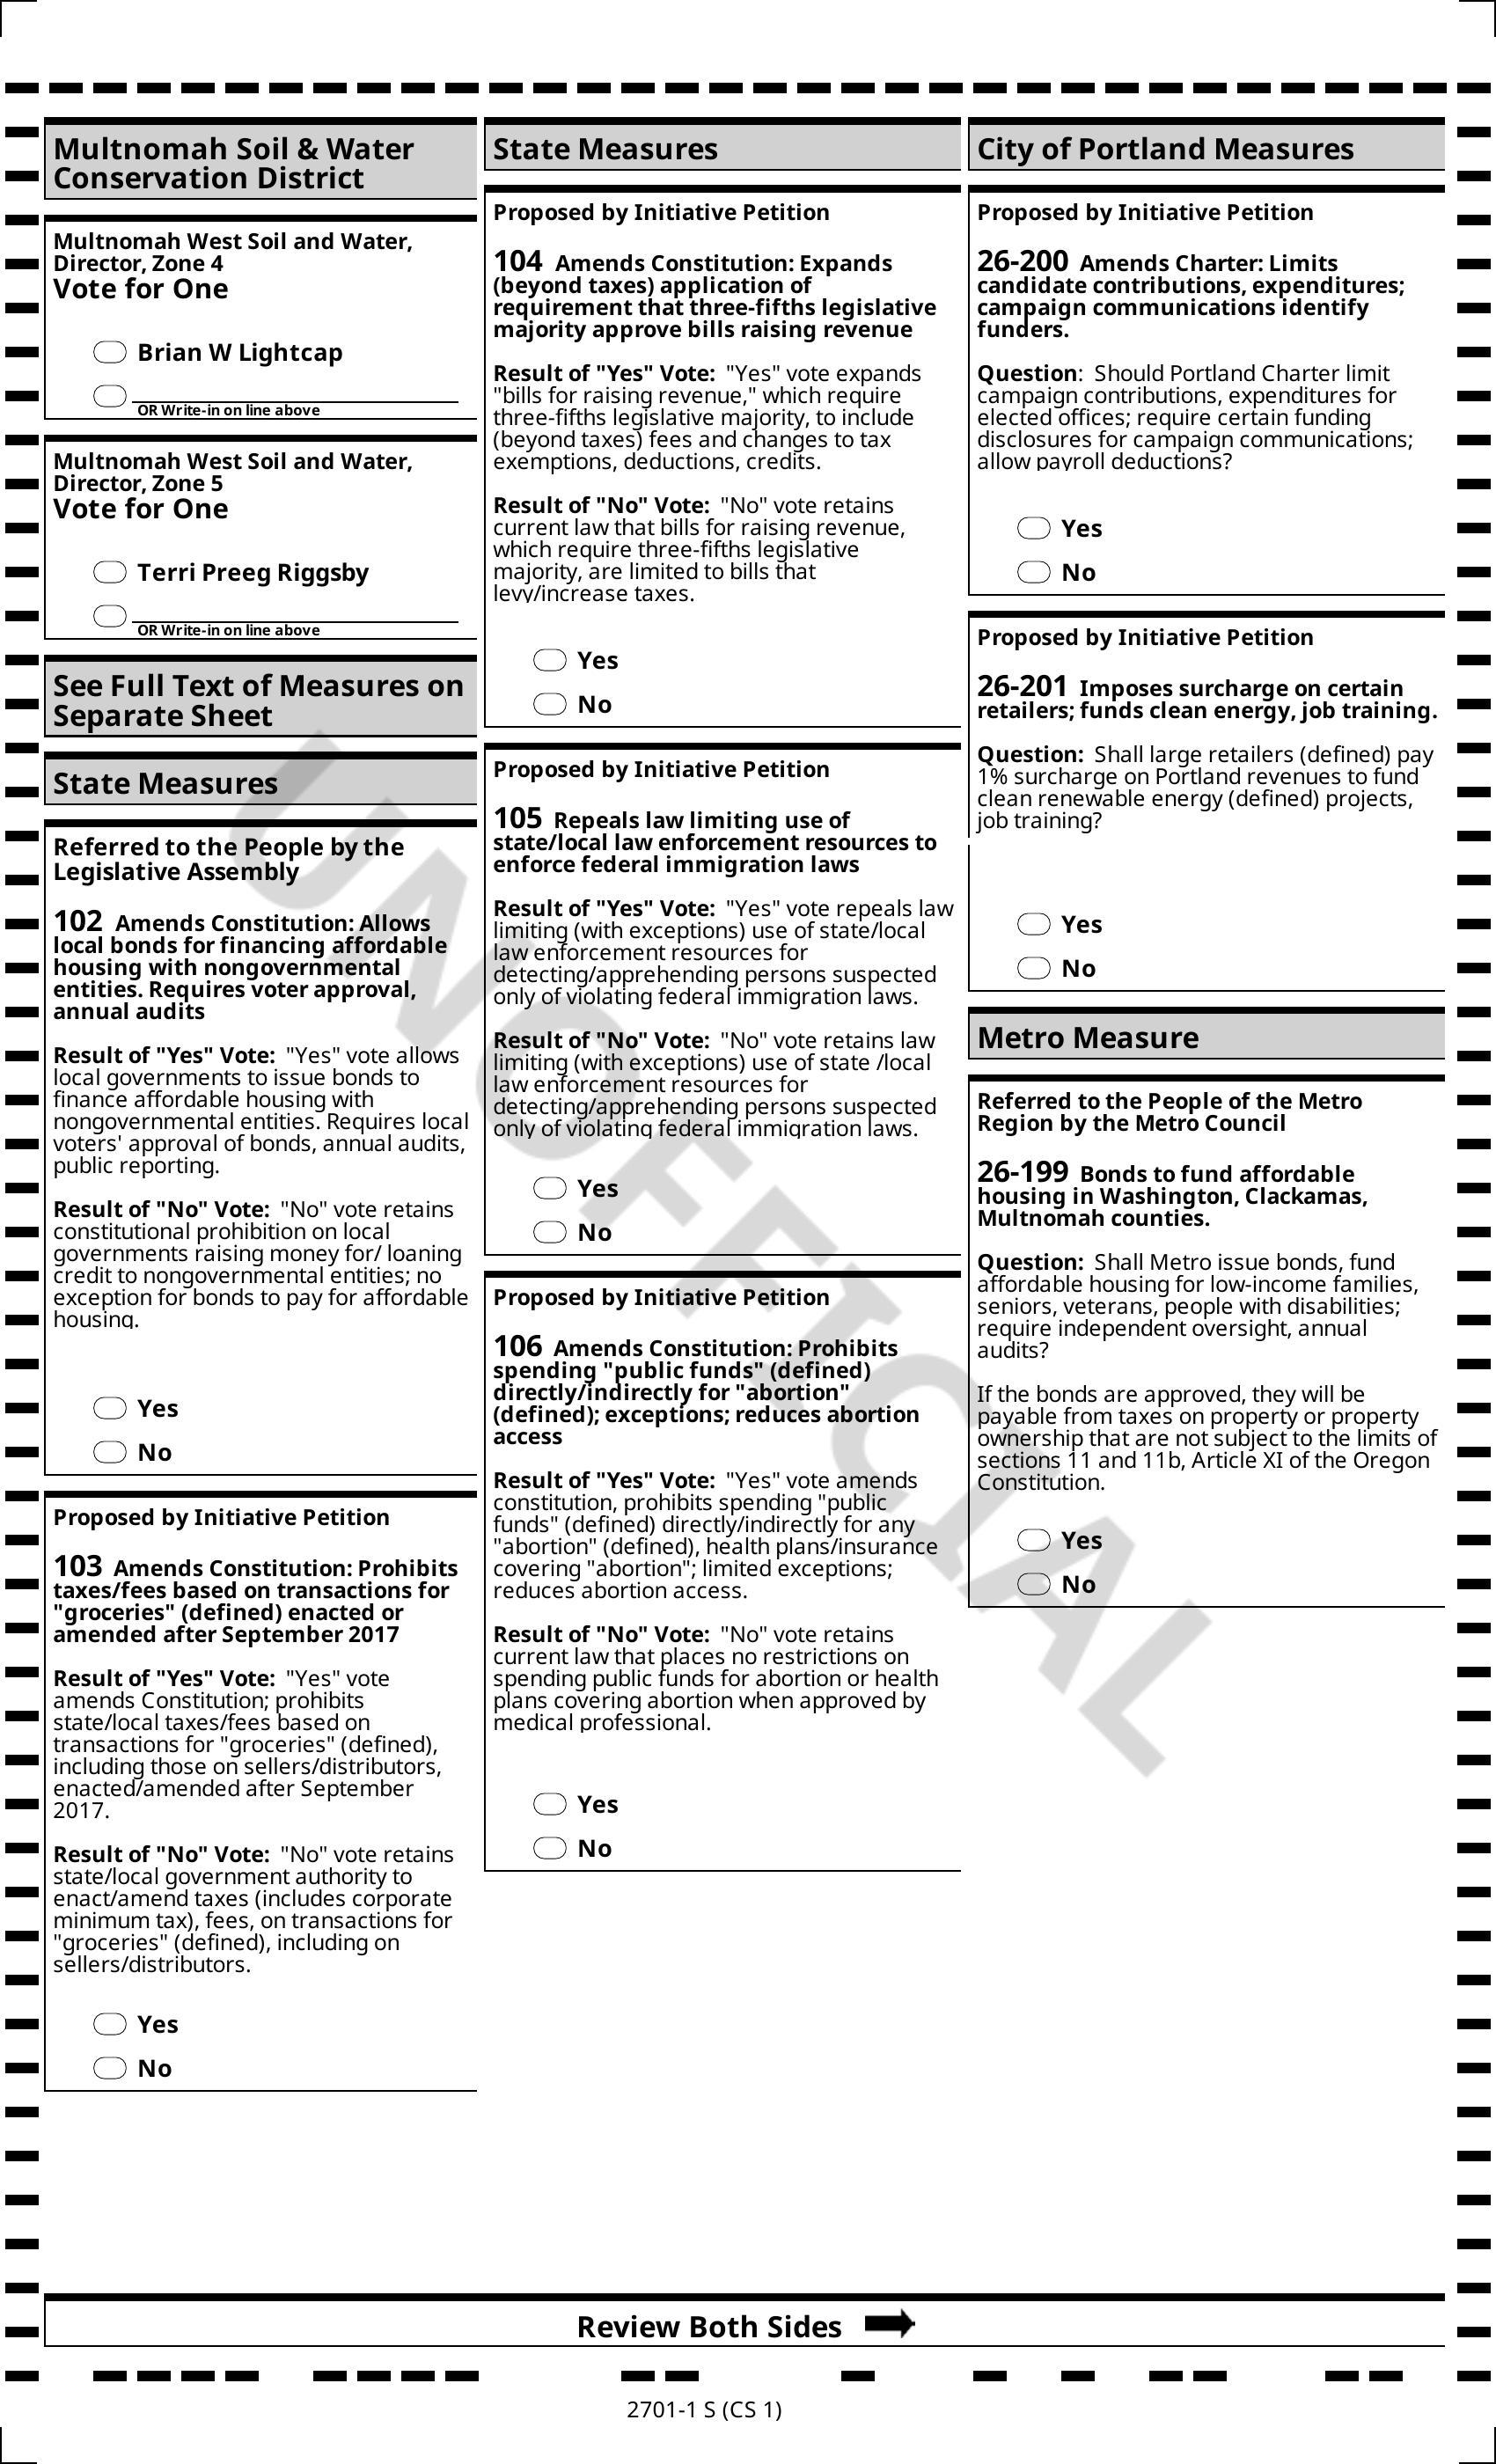 Multnomah Soil & Water
Conservation District
Multnomah West Soil and Water,
Director, Zone 4
Vote for One
Brian W Lightcap
OR Write-in on line above
Multnomah West Soil and Water,
Director, Zone 5
Vote for One
Terri Preeg Riggsby
OR Write-in on line above
See Full Text of Measures on
Separate Sheet
State Measures
Referred to the People by the
Legislative Assembly
102 Amends Constitution: Allows
local bonds for financing affordable
housing with nongovernmental
entities. Requires voter approval,
annual audits
Result of "Yes" Vote: "Yes" vote allows
local governments to issue bonds to
finance affordable housing with
nongovernmental entities. Requires local
voters' approval of bonds, annual audits,
public reporting.
Result of "No" Vote: "No" vote retains
constitutional prohibition on local
governments raising money for/ loaning
credit to nongovernmental entities; no
exception for bonds to pay for affordable
housing.
Yes
No
Proposed by Initiative Petition
103 Amends Constitution: Prohibits
taxes/fees based on transactions for
"groceries" (defined) enacted or
amended after September 2017
Result of "Yes" Vote: "Yes" vote
amends Constitution; prohibits
state/local taxes/fees based on
transactions for "groceries" (defined),
including those on sellers/distributors,
enacted/amended after September
2017.
Result of "No" Vote: "No" vote retains
state/local government authority to
enact/amend taxes (includes corporate
minimum tax), fees, on transactions for
"groceries" (defined), including on
sellers/distributors.
Yes
No
State Measures
Proposed by Initiative Petition
104 Amends Constitution: Expands
(beyond taxes) application of
requirement that three-fifths legislative
majority approve bills raising revenue
Result of "Yes" Vote: "Yes" vote expands
"bills for raising revenue," which require
three-fifths legislative majority, to include
(beyond taxes) fees and changes to tax
exemptions, deductions, credits.
Result of "No" Vote: "No" vote retains
current law that bills for raising revenue,
which require three-fifths legislative
majority, are limited to bills that
levy/increase taxes.
Yes
No
Proposed by Initiative Petition
105 Repeals law limiting use of
state/local law enforcement resources to
enforce federal immigration laws
Result of "Yes" Vote: "Yes" vote repeals law
limiting (with exceptions) use of state/local
law enforcement resources for
detecting/apprehending persons suspected
only of violating federal immigration laws.
Result of "No" Vote: "No" vote retains law
limiting (with exceptions) use of state /local
law enforcement resources for
detecting/apprehending persons suspected
only of violating federal immigration laws.
Yes
No
Proposed by Initiative Petition
106 Amends Constitution: Prohibits
spending "public funds" (defined)
directly/indirectly for "abortion"
(defined); exceptions; reduces abortion
access
Result of "Yes" Vote: "Yes" vote amends
constitution, prohibits spending "public
funds" (defined) directly/indirectly for any
"abortion" (defined), health plans/insurance
covering "abortion"; limited exceptions;
reduces abortion access.
Result of "No" Vote: "No" vote retains
current law that places no restrictions on
spending public funds for abortion or health
plans covering abortion when approved by
medical professional.
Yes
No
City of Portland Measures
Proposed by Initiative Petition
26-200 Amends Charter: Limits
candidate contributions, expenditures;
campaign communications identify
funders.
Question: Should Portland Charter limit
campaign contributions, expenditures for
elected offices; require certain funding
disclosures for campaign communications;
allow payroll deductions?
Yes
No
Proposed by Initiative Petition
26-201 Imposes surcharge on certain
retailers; funds clean energy, job training.
Question: Shall large retailers (defined) pay
1% surcharge on Portland revenues to fund
clean renewable energy (defined) projects,
job training?
Yes
No
Metro Measure
Referred to the People of the Metro
Region by the Metro Council
26-199 Bonds to fund affordable
housing in Washington, Clackamas,
Multnomah counties.
Question: Shall Metro issue bonds, fund
affordable housing for low-income families,
seniors, veterans, people with disabilities;
require independent oversight, annual
audits?
If the bonds are approved, they will be
payable from taxes on property or property
ownership that are not subject to the limits of
sections 11 and 11b, Article XI of the Oregon
Constitution.
Yes
No
UNOFFICIAL
Review Both Sides
2701-1 S (CS 1)